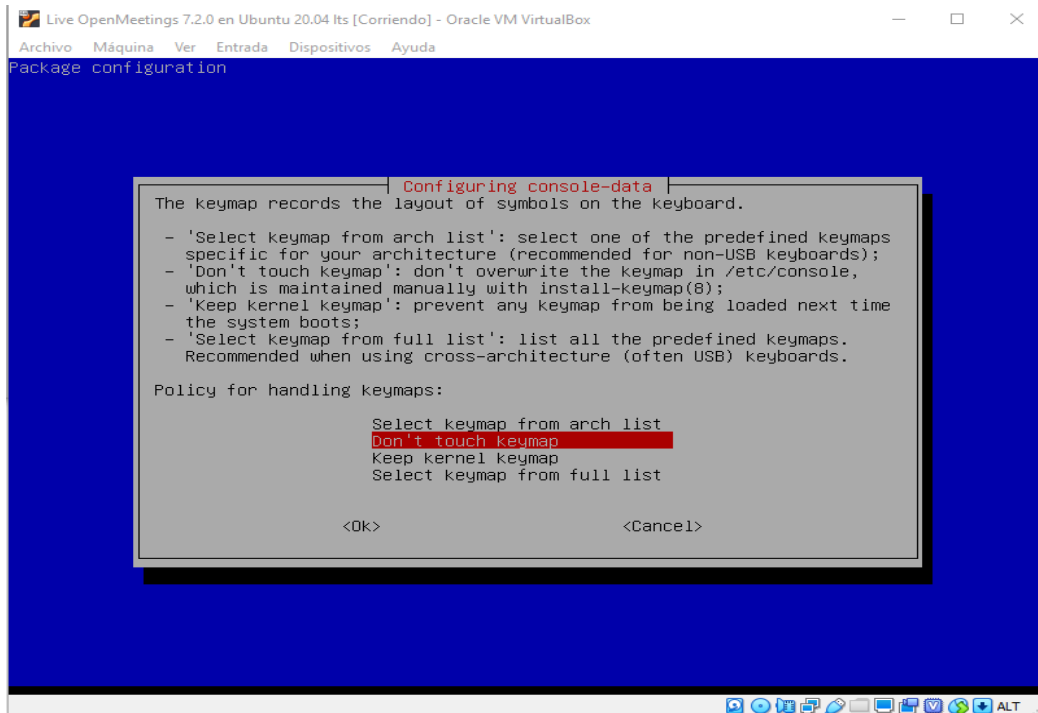 Live OpenMeetings 7.2.0 en Ubuntu 20.04 lts [Corriendo] - Oracle VM VirtualBox
Archivo Máquina Ver Entrada Dispositivos Ayuda
Package configuration
Configuring console-data
The keymap records the layout of symbols on the keyboard.
- 'Select keymap from arch list': select one of the predefined keymaps
specific for your architecture (recommended for non-USB keyboards);
- 'Don't touch keymap': don't overwrite the keymap in /etc/console,
which is maintained manually with install-keymap(8);
- 'Keep kernel keymap': prevent any keymap from being loaded next time
the system boots;
- 'Select keymap from full list': list all the predefined keymaps.
Recommended when using cross-architecture (often USB) keyboards.
Policy for handling keymaps:
Select keymap from arch list
Don't touch keymap
Keep kernel keymap
Select keymap from full list
<Ok> <Cancel>
ALT